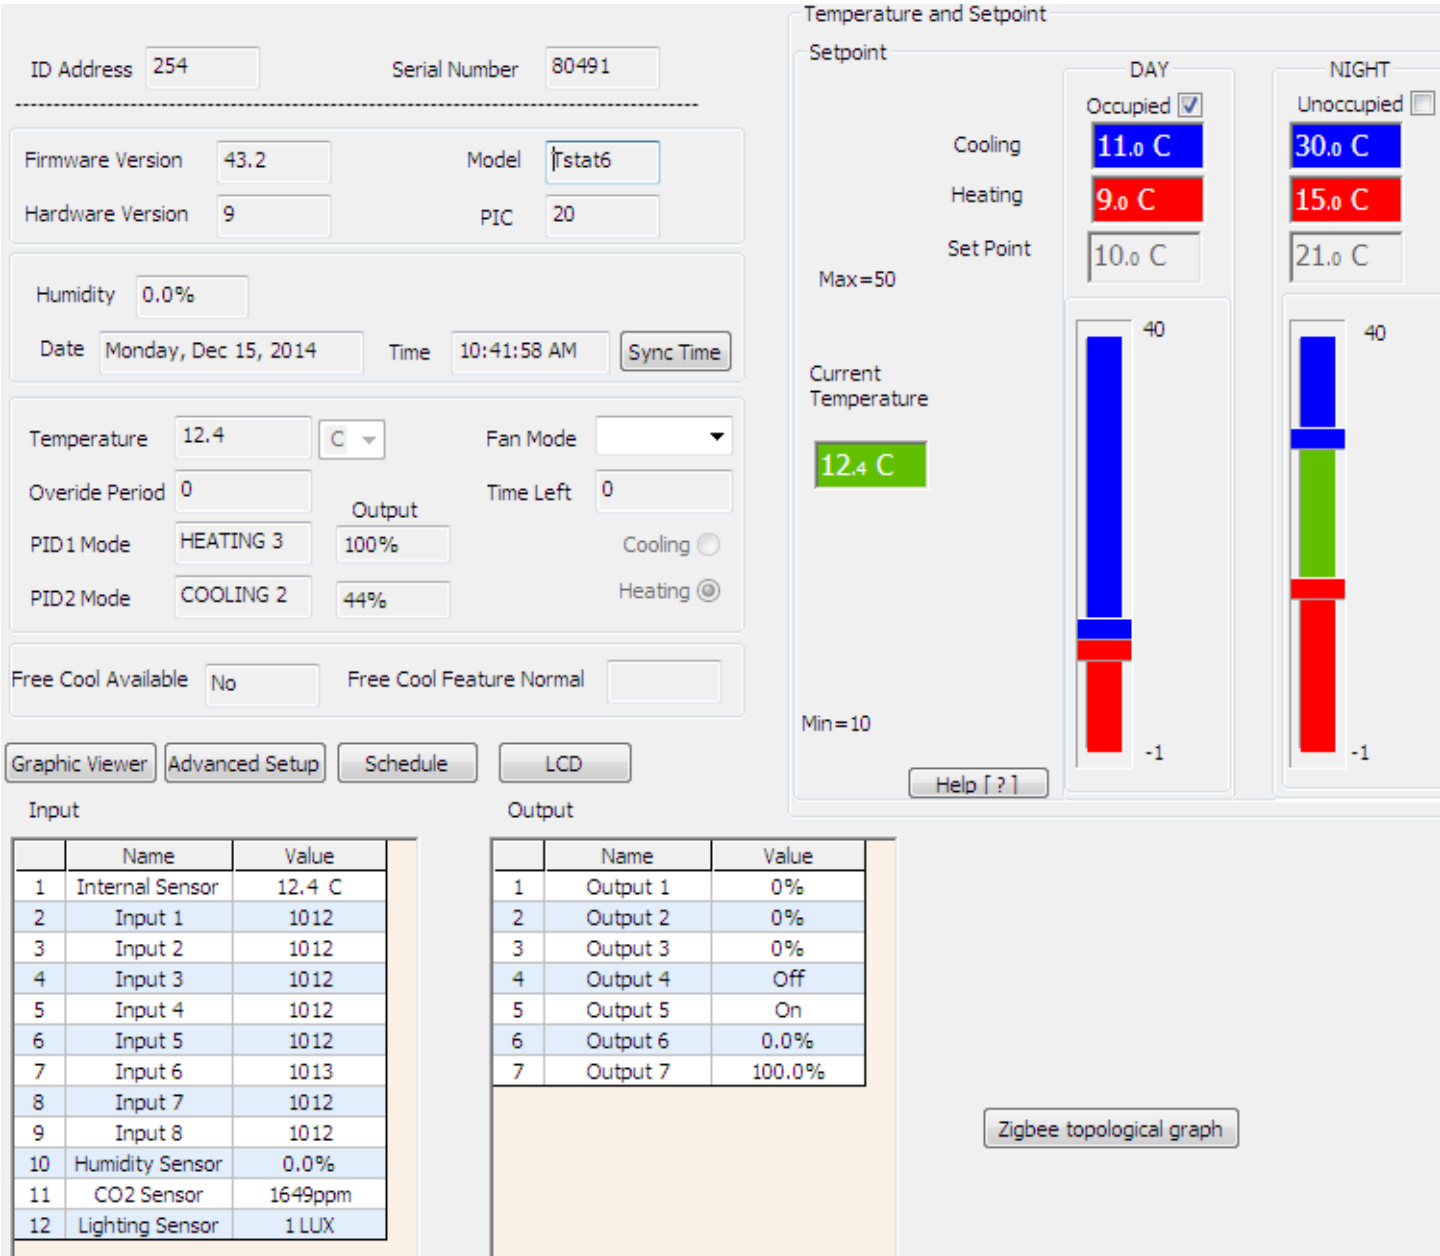 Temperature and Setpoint
ID Address 254 Serial Number 80491
--------------------------------------------------------------------
Firmware Version 43.2 Model Tstat6
Hardware Version 9 PIC 20
Humidity 0.0%
Date Monday, Dec 15, 2014 Time 10:41:58 AM Sync Time
Temperature 12.4 C Fan Mode
Overide Period 0 Time Left 0
Output
PID1 Mode HEATING 3 100% Cooling
PID2 Mode COOLING 2 44% Heating
Free Cool Available No Free Cool Feature Normal
Graphic Viewer Advanced Setup Schedule LCD
Setpoint
DAY NIGHT
Occupied Unoccupied
Cooling 11.0 C 30.0 C
Heating 9.0 C 15.0 C
Set Point 10.0 C 21.0 C
Max=50
40 40
Current
Temperature
12.4 C
Min=10
-1 -1
Help [ ? ]
Input
Name Value
1 Internal Sensor 12.4 C
2 Input 1 1012
3 Input 2 1012
4 Input 3 1012
5 Input 4 1012
6 Input 5 1012
7 Input 6 1013
8 Input 7 1012
9 Input 8 1012
10 Humidity Sensor 0.0%
11 CO2 Sensor 1649ppm
12 Lighting Sensor 1 LUX
Output
Name Value
1 Output 1 0%
2 Output 2 0%
3 Output 3 0%
4 Output 4 Off
5 Output 5 On
6 Output 6 0.0%
7 Output 7 100.0%
Zigbee topological graph